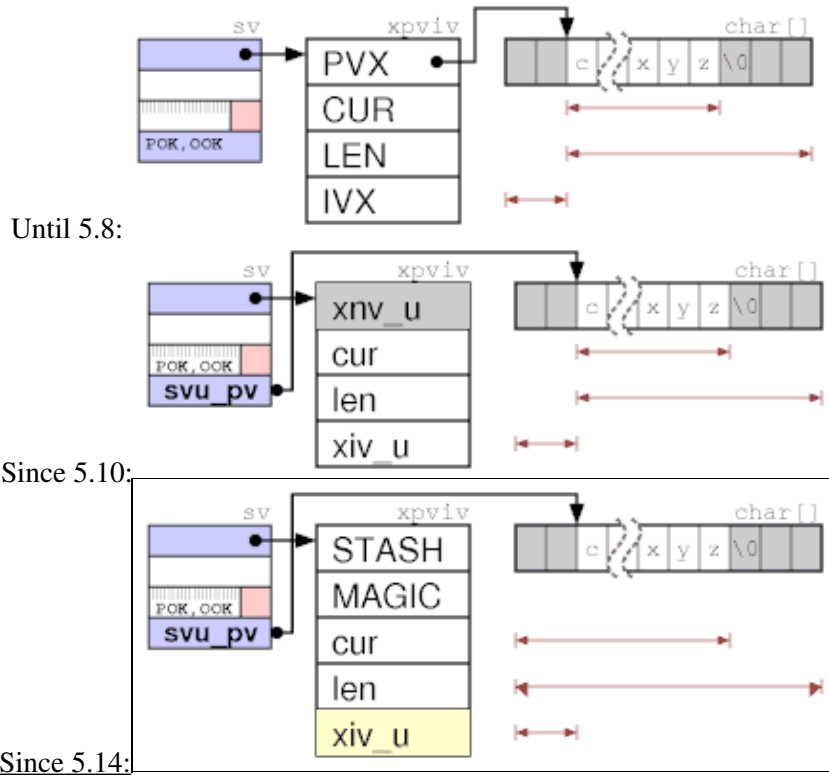 sv xpviv char[]
PVX
c x y z \0
CUR
POK,OOK
LEN
IVX
Until 5.8:
sv xpviv char[]
xnv_u
c x y z \0
cur
POK,OOK
svu_pv
len
xiv_u
Since 5.10:
sv xpviv char[]
STASH
c x y z \0
MAGIC
POK,OOK
svu_pv
cur
len
xiv_u
Since 5.14: